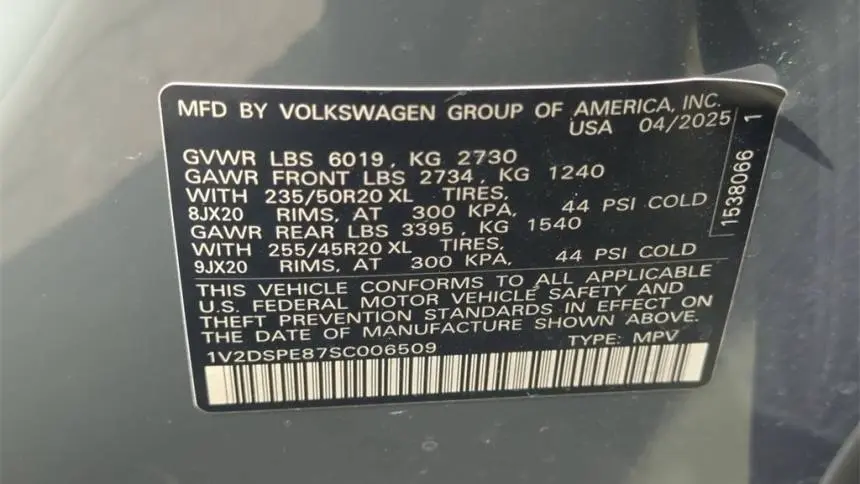 MFD BY VOLKSWAGEN GROUP OF AMERICA, INC.
USA 04/2025
GVWR LBS 6019, KG 2730
GAWR FRONT LBS 2734, KG 1240
WITH 235/50R20 XL TIRES,
8JX20 RIMS, AT 300 KPA, 44 PSI COLD
GAWR REAR LBS 3395, KG 1540
WITH 255/45R20 XL TIRES,
9JX20 RIMS, AT 300 KPA, 44 PSI COLD
THIS VEHICLE CONFORMS TO ALL APPLICABLE
U.S. FEDERAL MOTOR VEHICLE SAFETY AND
THEFT PREVENTION STANDARDS IN EFFECT ON
THE DATE OF MANUFACTURE SHOWN ABOVE.
1V2DSPE87SC006509 TYPE: MPV
1538066 1